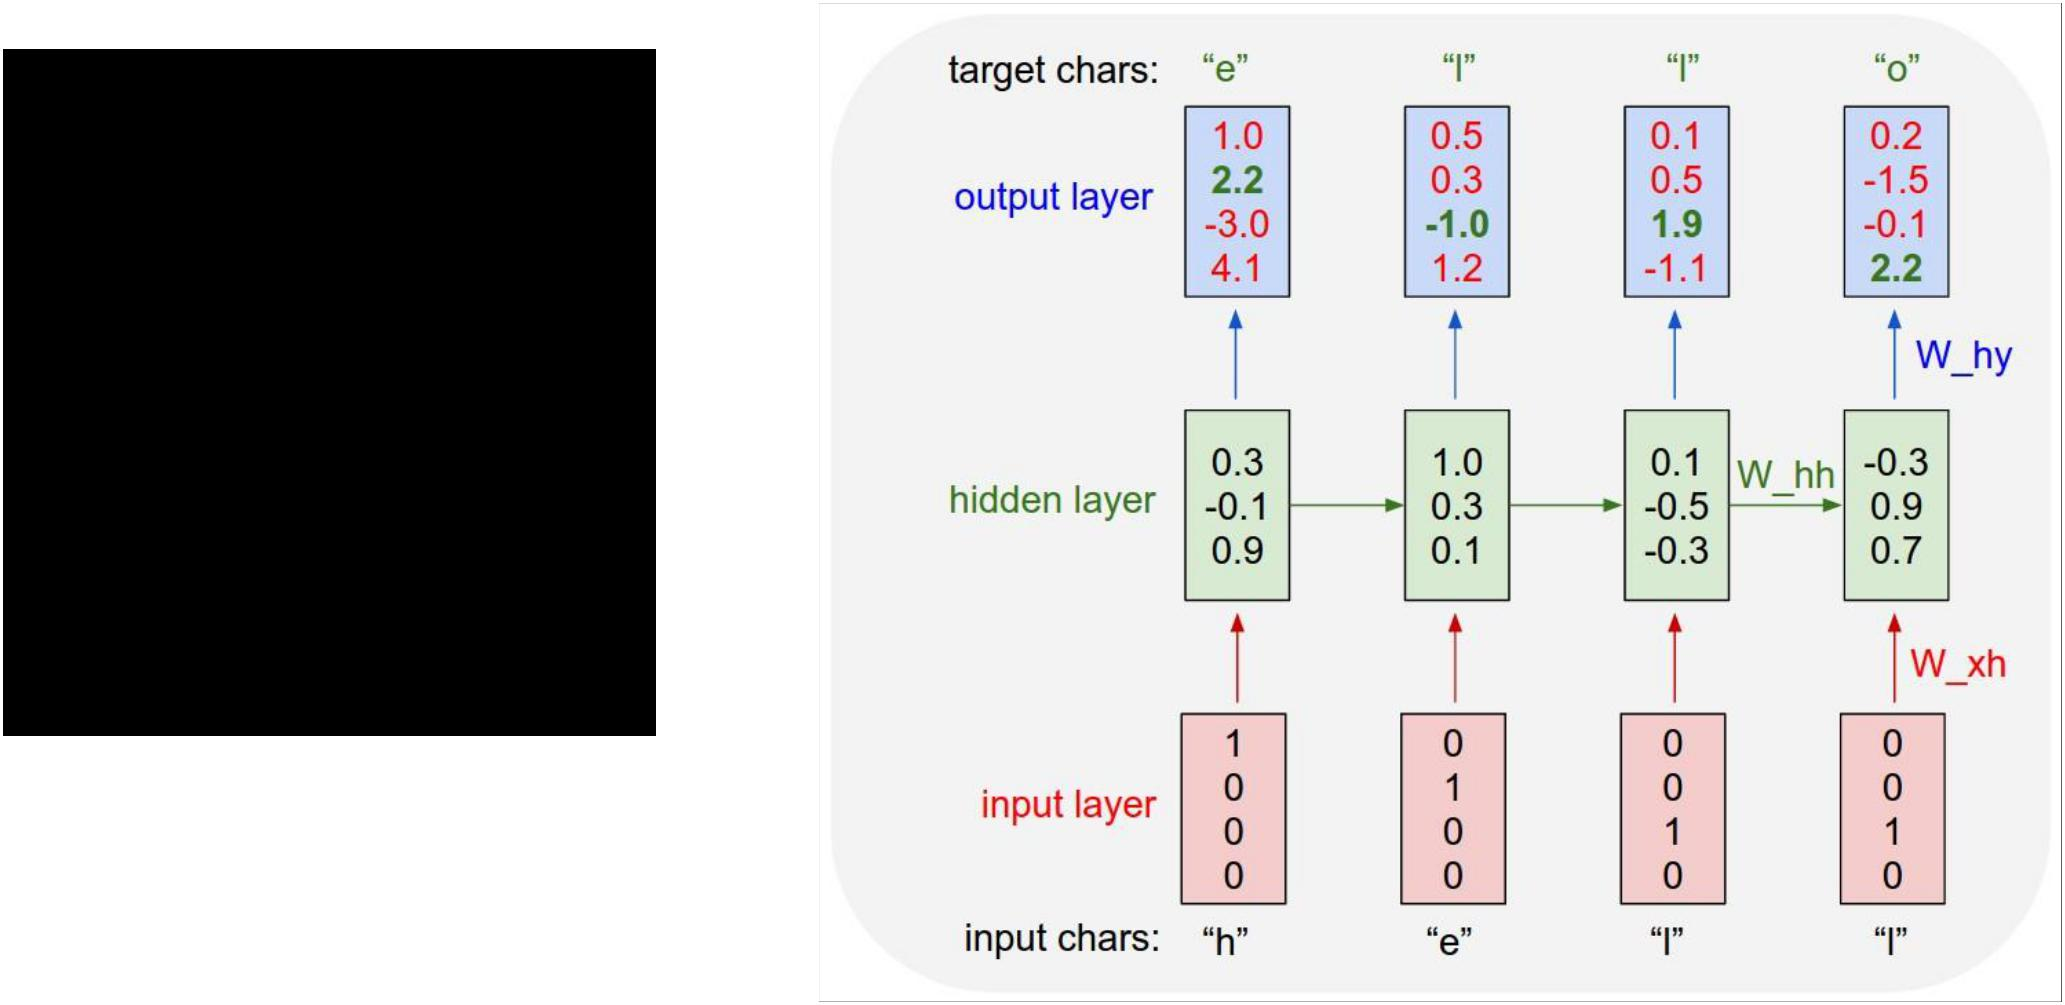 target chars: “e” “l” “l” “o”
1.0 0.5 0.1 0.2
2.2 0.3 0.5 -1.5
output layer
-3.0 -1.0 1.9 -0.1
4.1 1.2 -1.1 2.2
W_hy
0.3 1.0 0.1 -0.3
W_hh
hidden layer
-0.1 0.3 -0.5 0.9
0.9 0.1 -0.3 0.7
W_xh
1 0 0 0
0 1 0 0
input layer
0 0 1 1
0 0 0 0
input chars: “h” “e” “l” “l”